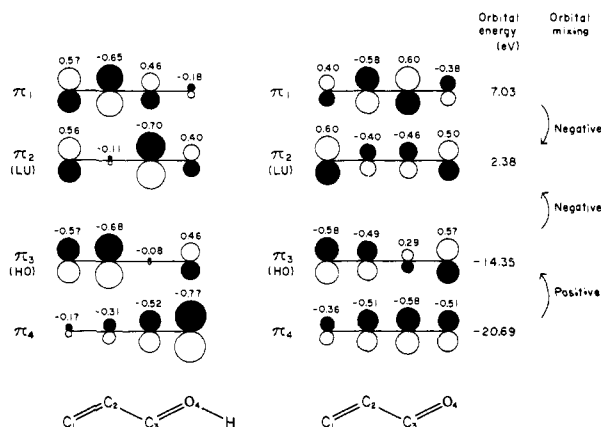 Orbital energy (eV)
Orbital mixing
0.57 -0.65 0.46 -0.18
π₁
0.40 -0.58 0.60 -0.38
π₁
7.03
Negative
0.56 -0.11 -0.70 0.40
π₂ (LU)
0.60 -0.40 -0.46 0.50
π₂ (LU)
2.38
Negative
-0.57 -0.68 -0.08 0.46
π₃ (HO)
-0.58 -0.49 0.29 0.57
π₃ (HO)
-14.35
Positive
-0.17 -0.31 -0.52 -0.77
π₄
-0.36 -0.51 -0.58 -0.51
π₄
-20.69
C₁ C₂ C₃ O₄ H
C₁ C₂ C₃ O₄